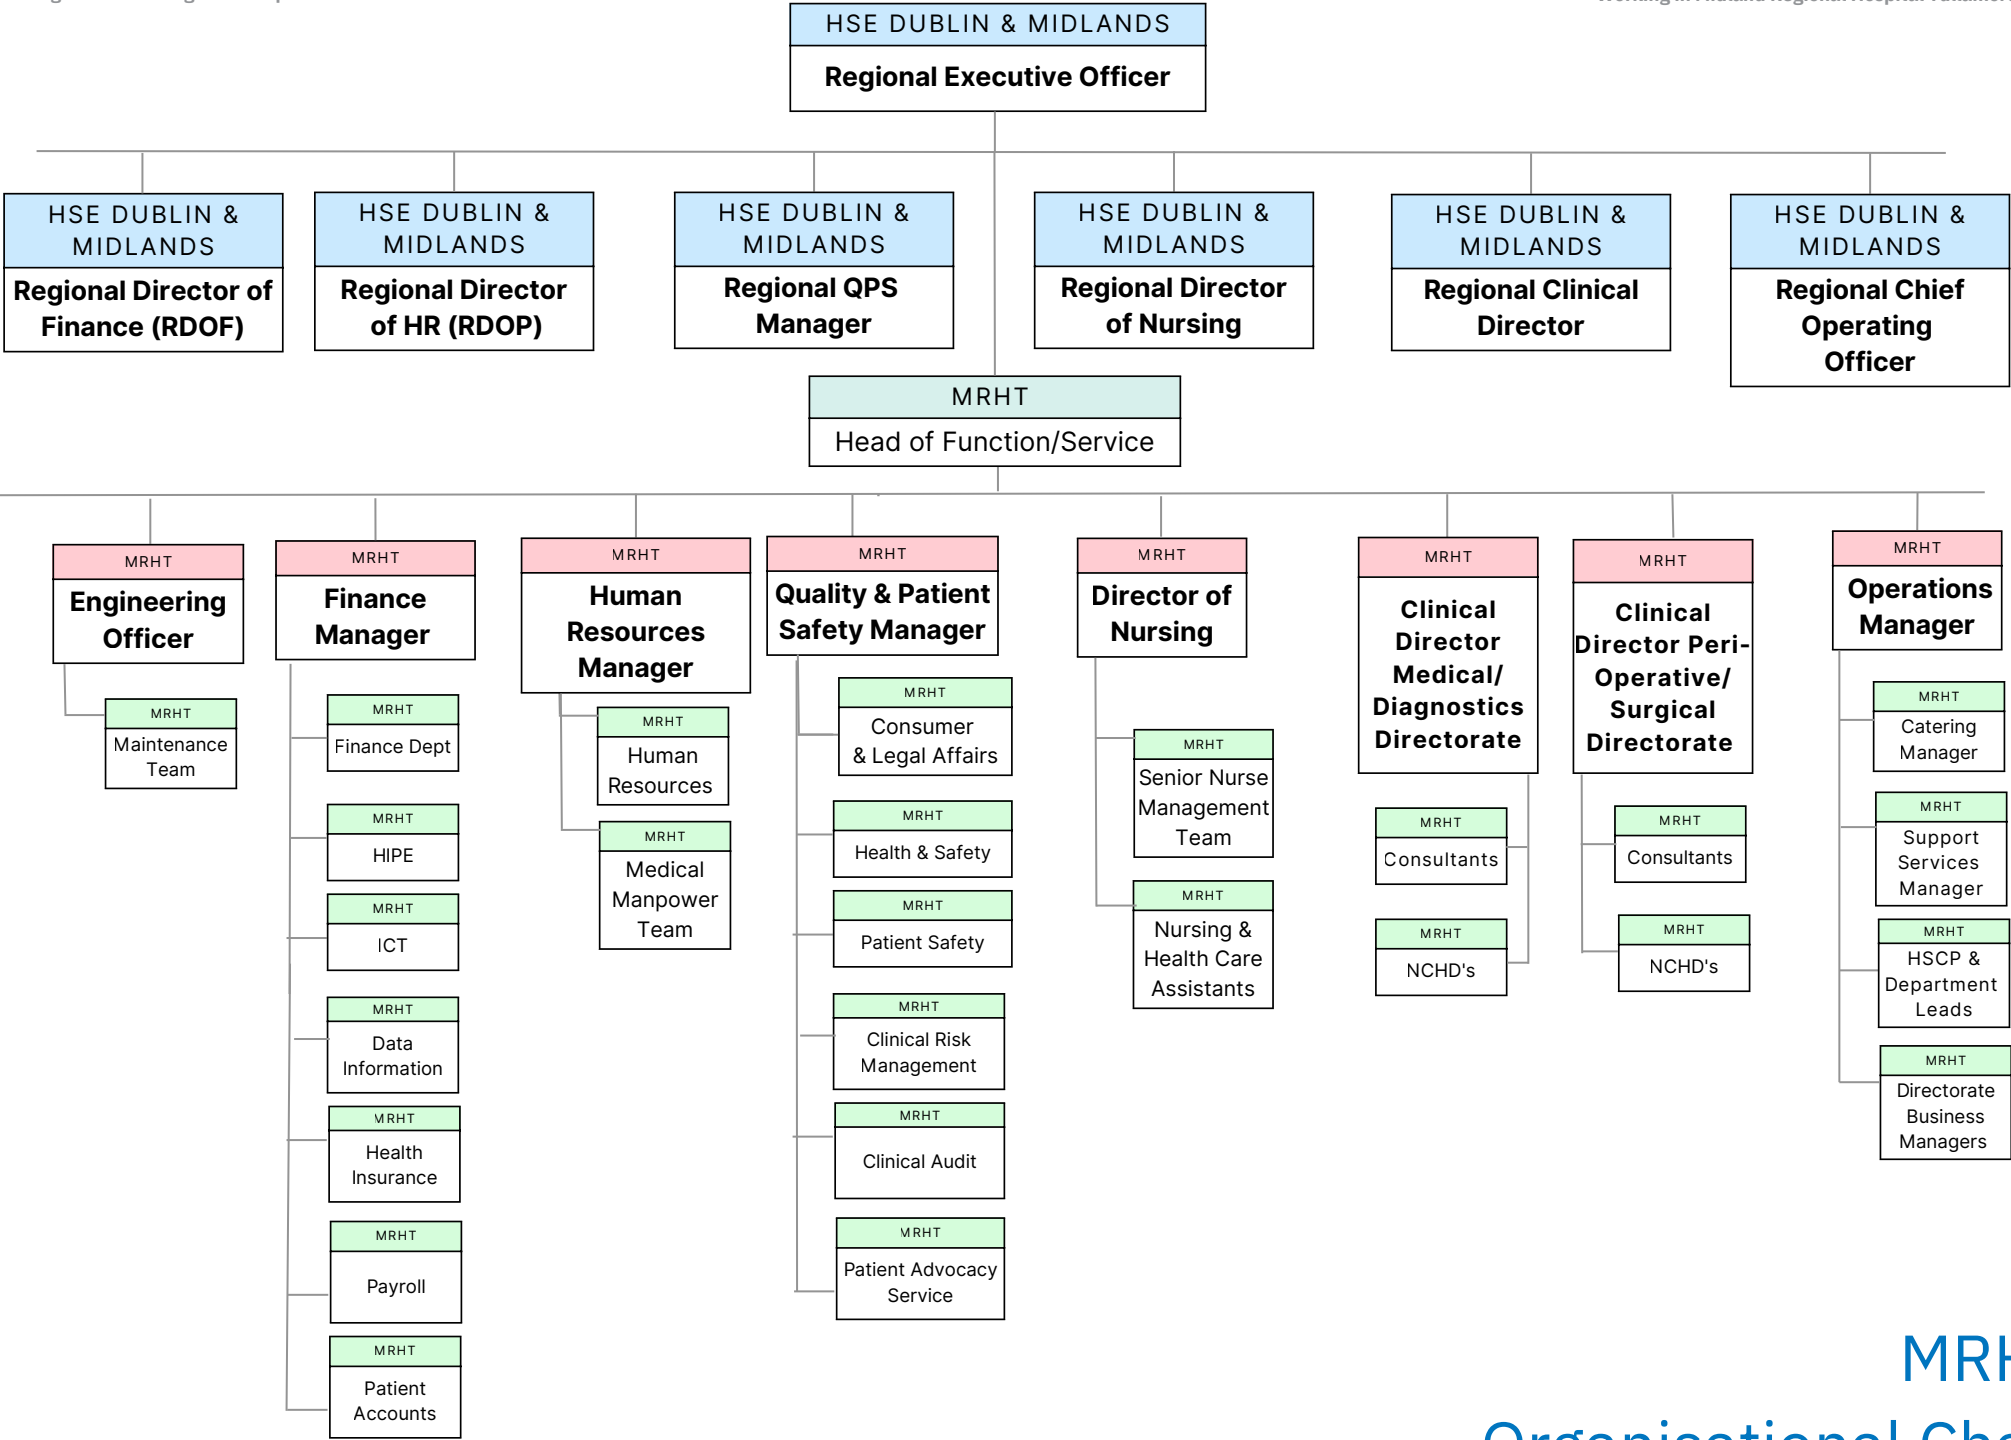 Working in Midland Regional Hospital
HSE DUBLIN & MIDLANDS
Regional Executive Officer
HSE DUBLIN &
MIDLANDS
Regional Director of
Finance (RDOF)
HSE DUBLIN &
MIDLANDS
Regional Director
of HR (RDOP)
HSE DUBLIN &
MIDLANDS
Regional QPS
Manager
HSE DUBLIN &
MIDLANDS
Regional Director
of Nursing
HSE DUBLIN &
MIDLANDS
Regional Clinical
Director
HSE DUBLIN &
MIDLANDS
Regional Chief
Operating
Officer
MRHT
Head of Function/Service
MRHT
Engineering
Officer
MRHT
Maintenance
Team
MRHT
Finance
Manager
MRHT
Finance Dept
MRHT
HIPE
MRHT
ICT
MRHT
Data
Information
MRHT
Health
Insurance
MRHT
Payroll
MRHT
Patient
Accounts
MRHT
Human
Resources
Manager
MRHT
Human
Resources
MRHT
Medical
Manpower
Team
MRHT
Quality & Patient
Safety Manager
MRHT
Consumer
& Legal Affairs
MRHT
Health & Safety
MRHT
Patient Safety
MRHT
Clinical Risk
Management
MRHT
Clinical Audit
MRHT
Patient Advocacy
Service
MRHT
Director of
Nursing
MRHT
Senior Nurse
Management
Team
MRHT
Nursing &
Health Care
Assistants
MRHT
Clinical
Director
Medical/
Diagnostics
Directorate
MRHT
Consultants
MRHT
NCHD's
MRHT
Clinical
Director Peri-
Operative/
Surgical
Directorate
MRHT
Consultants
MRHT
NCHD's
MRHT
Operations
Manager
MRHT
Catering
Manager
MRHT
Support
Services
Manager
MRHT
HSCP &
Department
Leads
MRHT
Directorate
Business
Managers
MRH
Organisational Cha